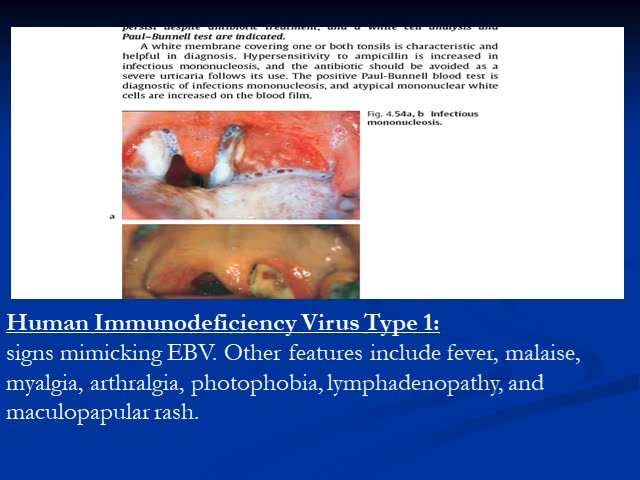 persist despite antibiotic treatment, and a white cell analysis and
Paul–Bunnell test are indicated.
A white membrane covering one or both tonsils is characteristic and
helpful in diagnosis. Hypersensitivity to ampicillin is increased in
infectious mononucleosis, and the antibiotic should be avoided as a
severe urticaria follows its use. The positive Paul-Bunnell blood test is
diagnostic of infections mononucleosis, and atypical mononuclear white
cells are increased on the blood film.
Fig. 4.54a, b Infectious
mononucleosis.
a
Human Immunodeficiency Virus Type 1:
signs mimicking EBV. Other features include fever, malaise,
myalgia, arthralgia, photophobia, lymphadenopathy, and
maculopapular rash.